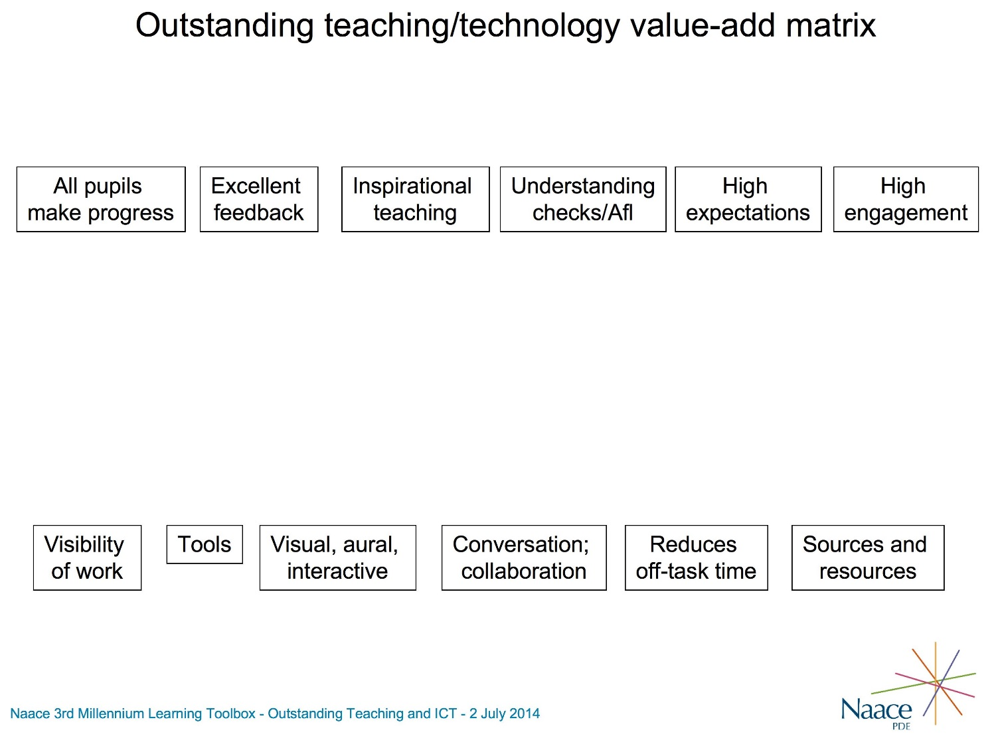 Outstanding teaching/technology value-add matrix
All pupils
make progress
Excellent
feedback
Inspirational
teaching
Understanding
checks/Afl
High
expectations
High
engagement
Visibility
of work
Tools
Visual, aural,
interactive
Conversation;
collaboration
Reduces
off-task time
Sources and
resources
Naace 3rd Millennium Learning Toolbox - Outstanding Teaching and ICT - 2 July 2014
Naace
PDE